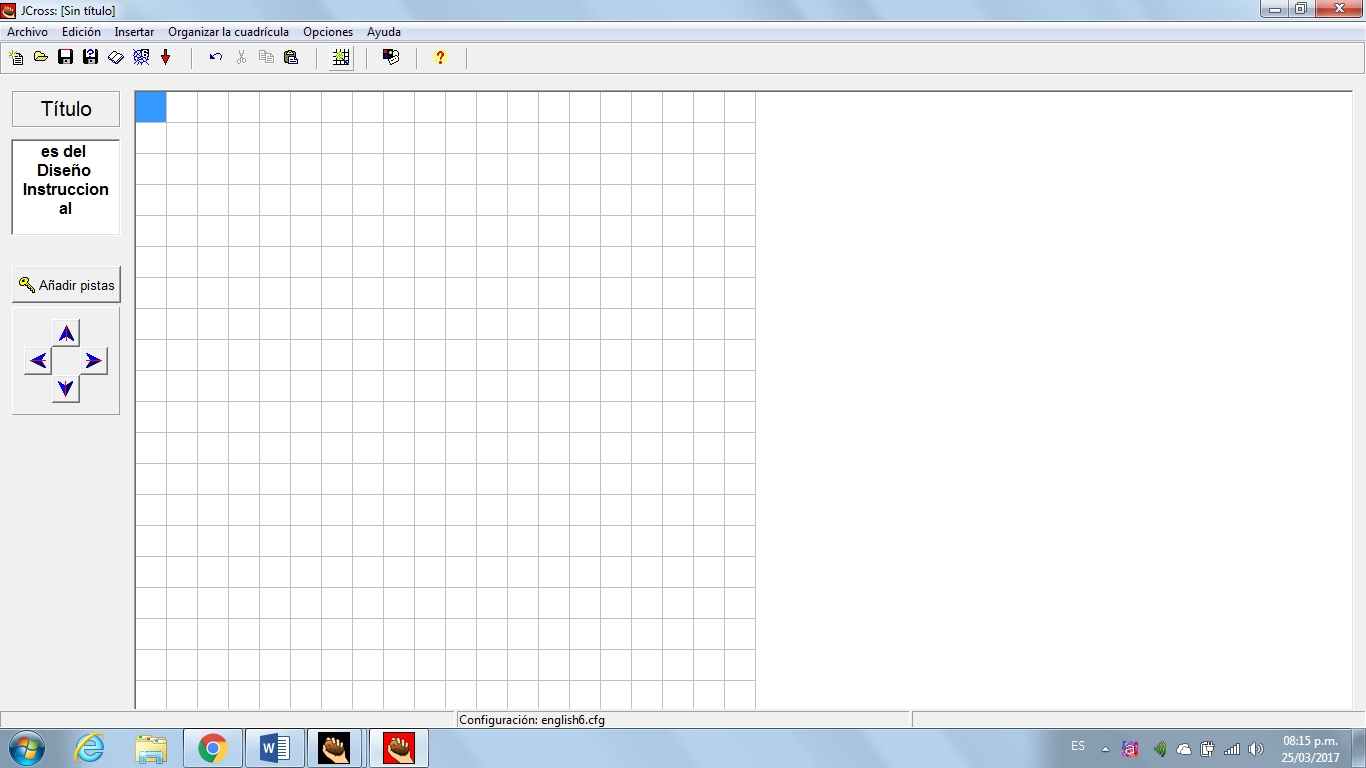 JCross: [Sin título]
Archivo Edición Insertar Organizar la cuadrícula Opciones Ayuda
Título
es del
Diseño
Instruccion
al
Añadir pistas
Configuración: english6.cfg
ES
08:15 p.m.
25/03/2017